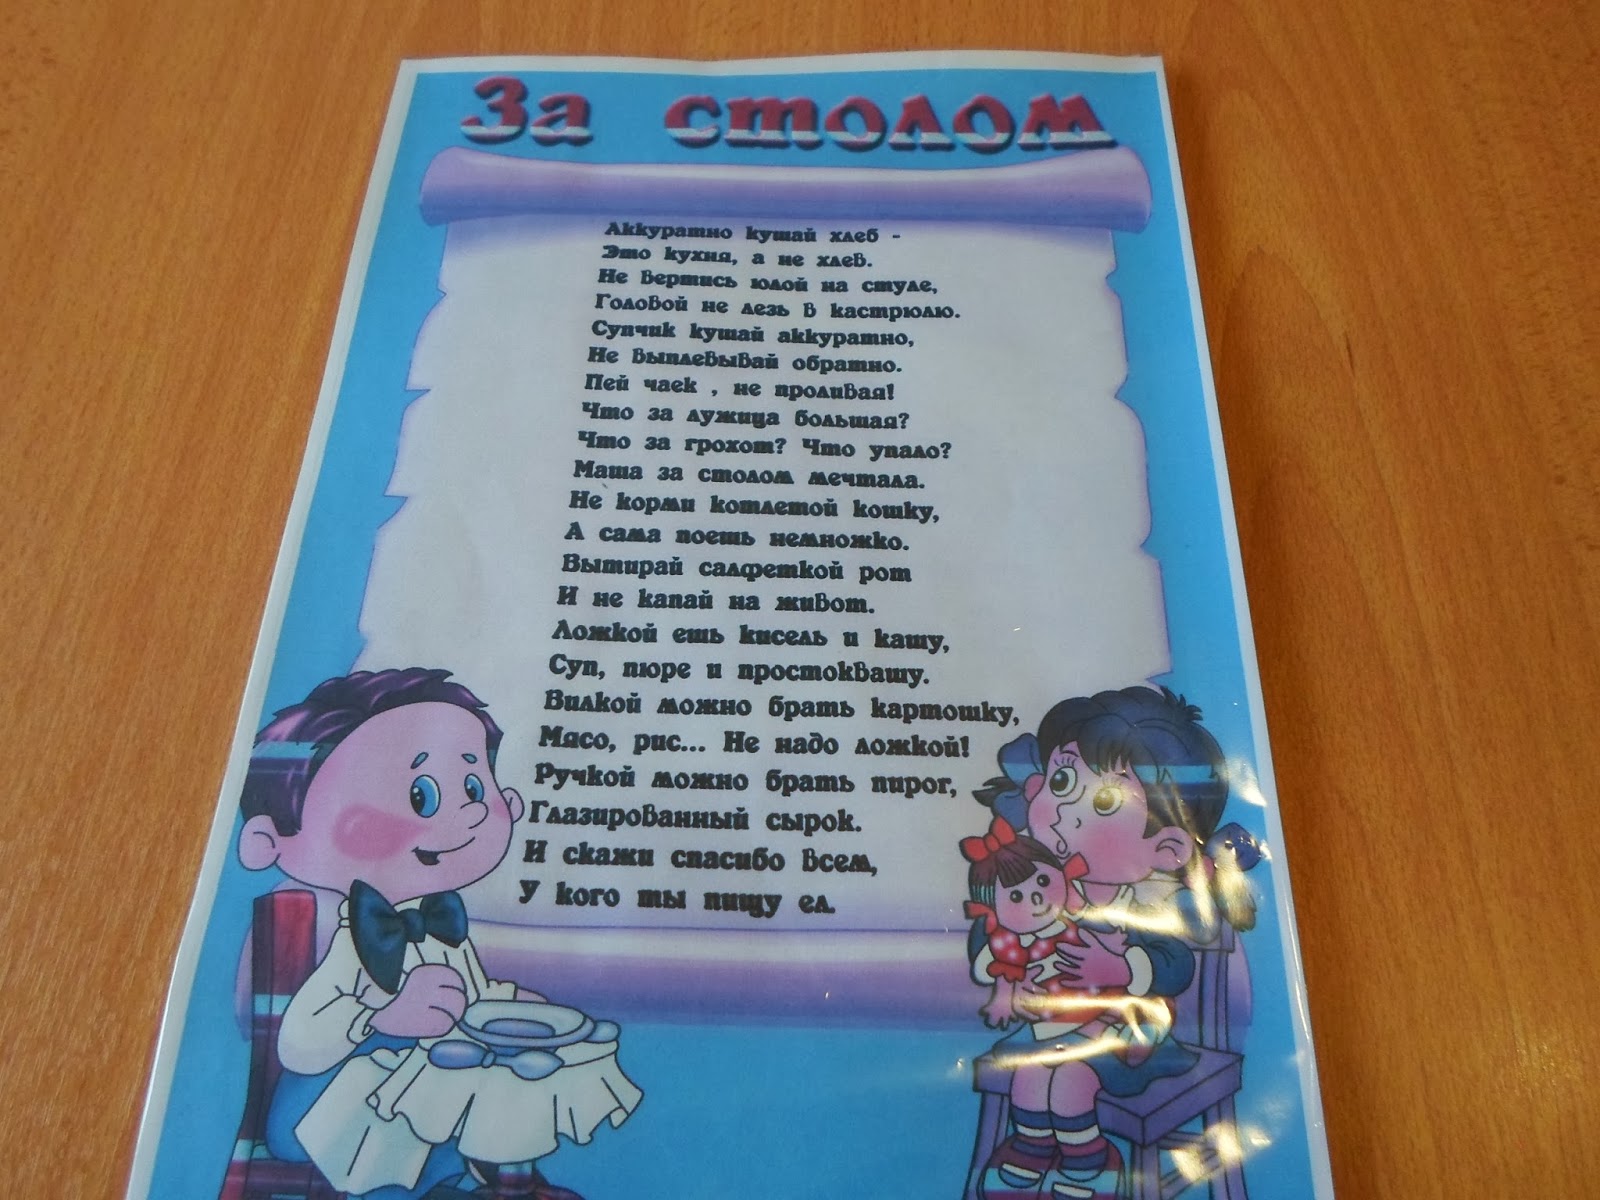 За столом
Аккуратно кушай хлеб -
Это кухня, а не хлев.
Не вертись юлой на стуле,
Головой не лезь в кастрюлю.
Супчик кушай аккуратно,
Не выплевывай обратно.
Пей чаек , не проливая!
Что за лужица большая?
Что за грохот? Что упало?
Маша за столом мечтала.
Не корми котлетой кошку,
А сама поешь немножко.
Вытирай салфеткой рот
И не капай на живот.
Ложкой ешь кисель и кашу,
Суп, пюре и простоквашу.
Вилкой можно брать картошку,
Мясо, рис... Не надо ложкой!
Ручкой можно брать пирог,
Глазированный сырок.
И скажи спасибо всем,
У кого ты пищу ел.